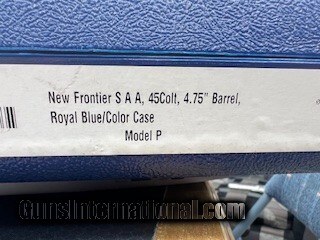 New Frontier S A A, 45Colt, 4.75" Barrel,
Royal Blue/Color Case
Model P
GunsInternational.com